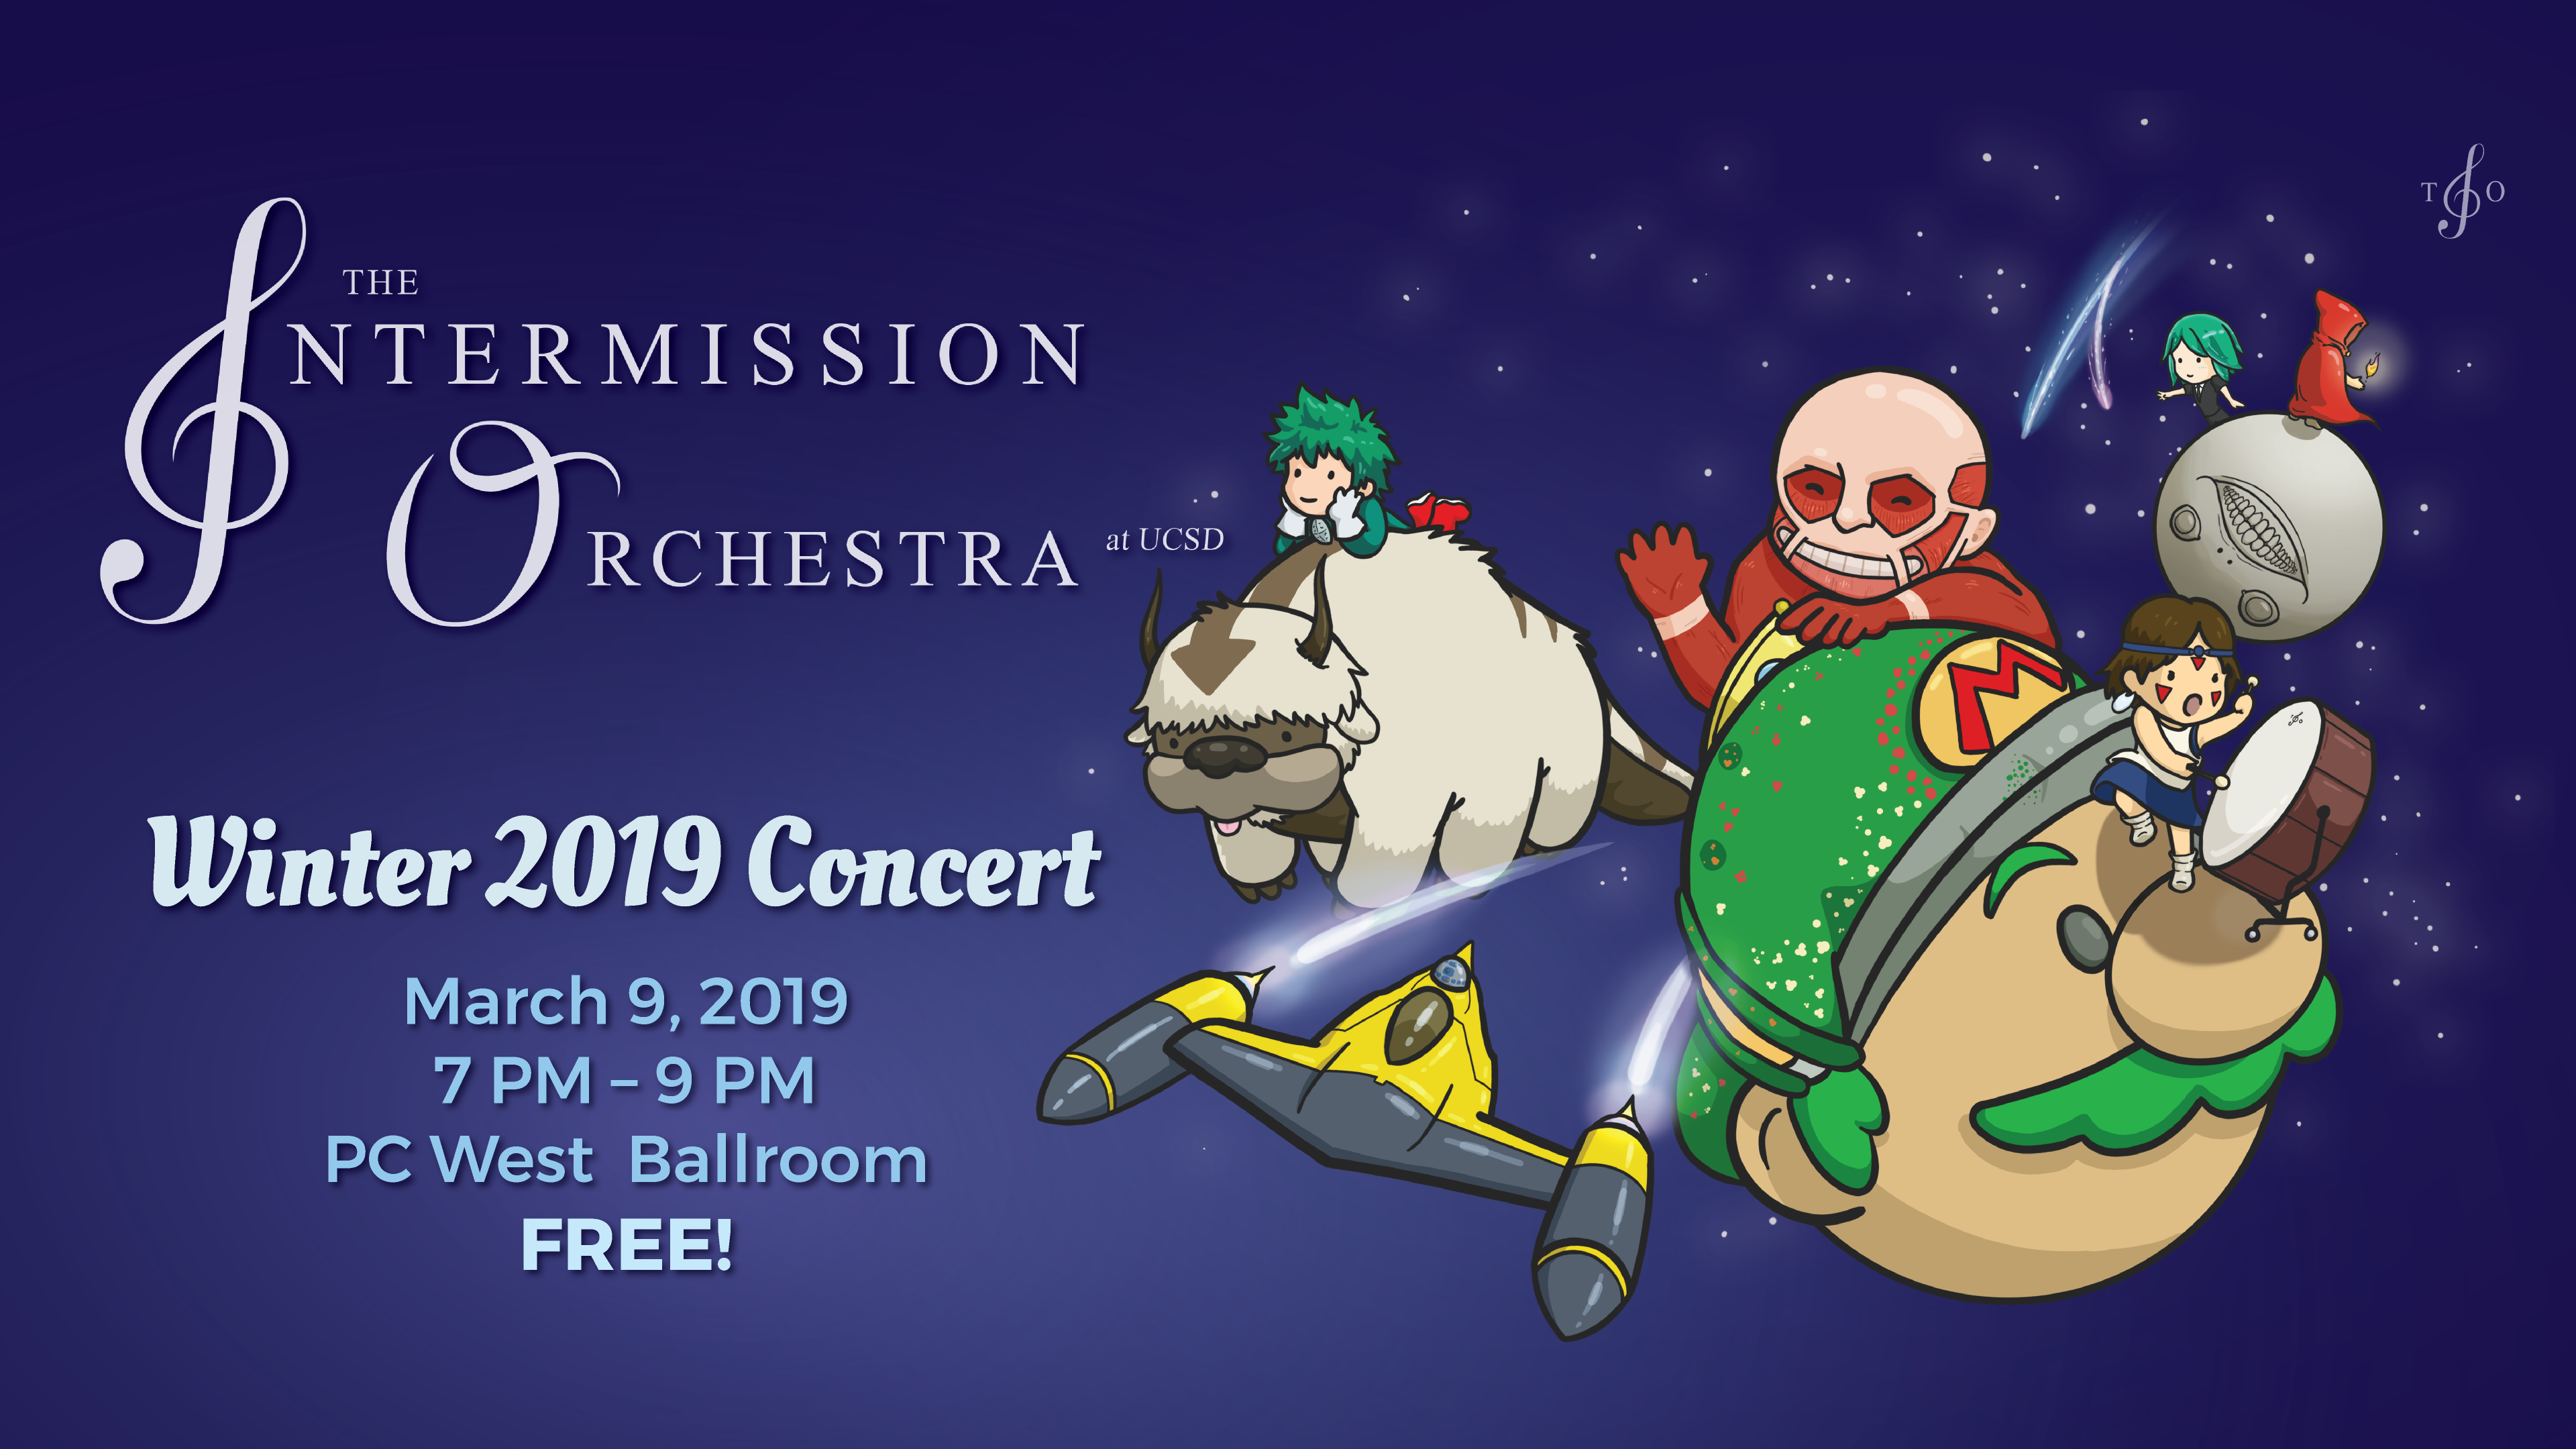 THE
INTERMISSION
ORCHESTRA at UCSD
Winter 2019 Concert
March 9, 2019
7 PM – 9 PM
PC West Ballroom
FREE!
TIO
M